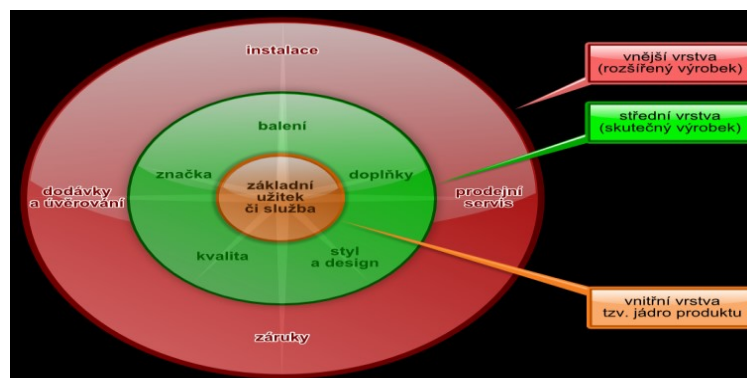 instalace
vnější vrstva
(rozšířený výrobek)
balení
střední vrstva
(skutečný výrobek)
značka
doplňky
základní
užitek
či služba
dodávky
a úvěrování
prodejní
servis
kvalita
styl
a design
vnitřní vrstva
tzv. jádro produktu
záruky